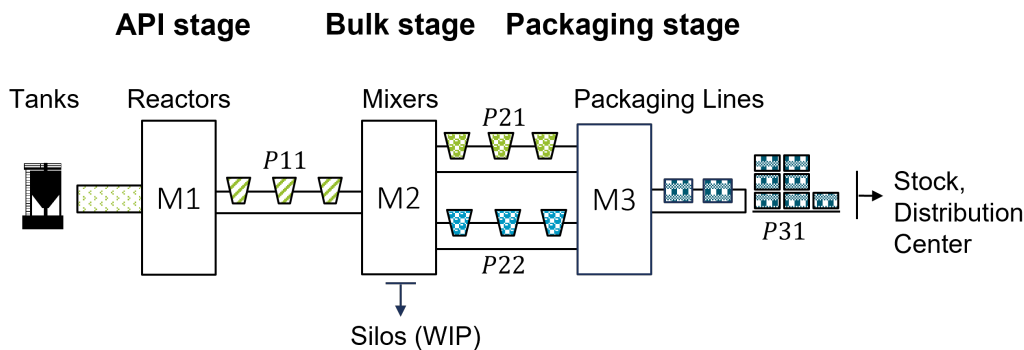 API stage
Bulk stage
Packaging stage
Tanks
Reactors
Mixers
Packaging Lines
P21
P11
M1
M2
M3
Stock,
Distribution
Center
P31
P22
Silos (WIP)